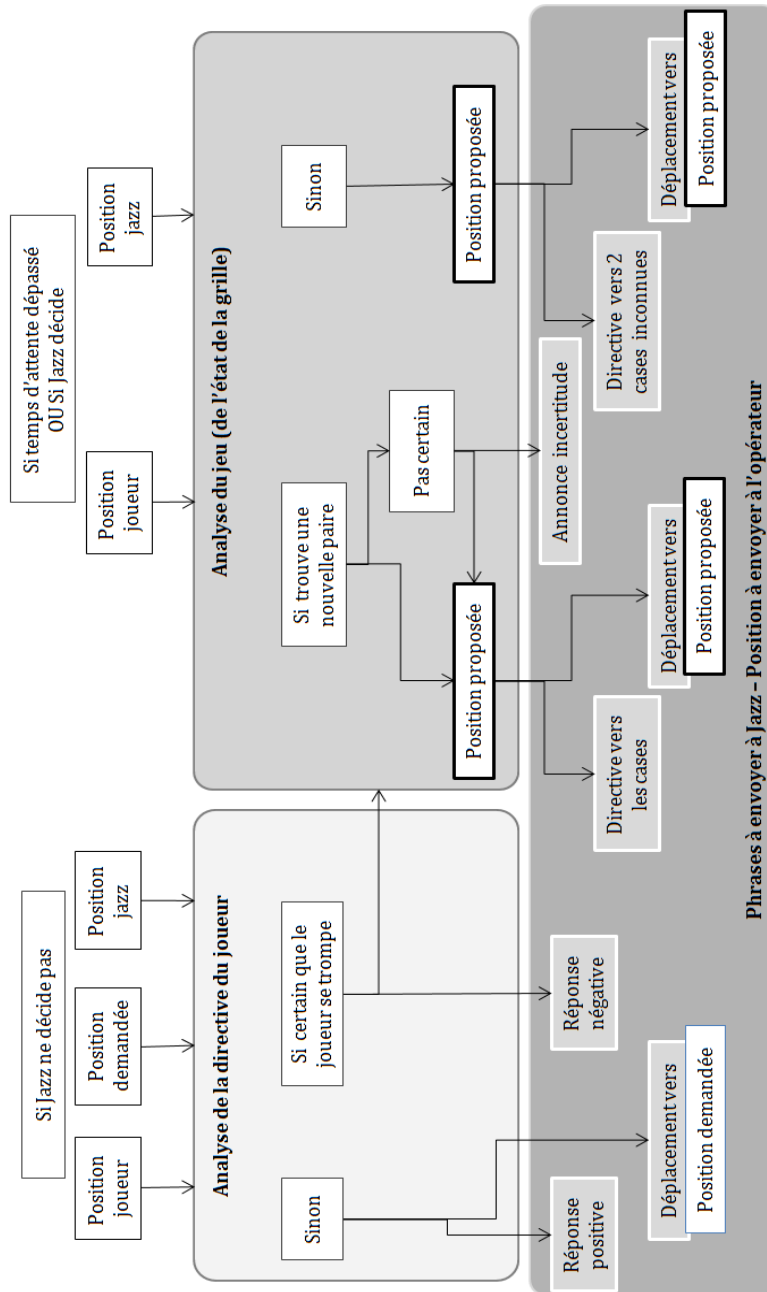 Si Jazz ne décide pas
Position
joueur
Position
demandée
Position
jazz
Analyse de la directive du joueur
Sinon
Si certain que le
joueur se trompe
Réponse
positive
Déplacement vers
Position demandée
Réponse
négative
Si temps d'attente dépassé
OU Si Jazz décide
Position
joueur
Position
jazz
Analyse du jeu (de l'état de la grille)
Si trouve une
nouvelle paire
Pas certain
Sinon
Position proposée
Position proposée
Directive vers
les cases
Déplacement vers
Position proposée
Annonce incertitude
Directive vers 2
cases inconnues
Déplacement vers
Position proposée
Phrases à envoyer à Jazz – Position à envoyer à l'opérateur